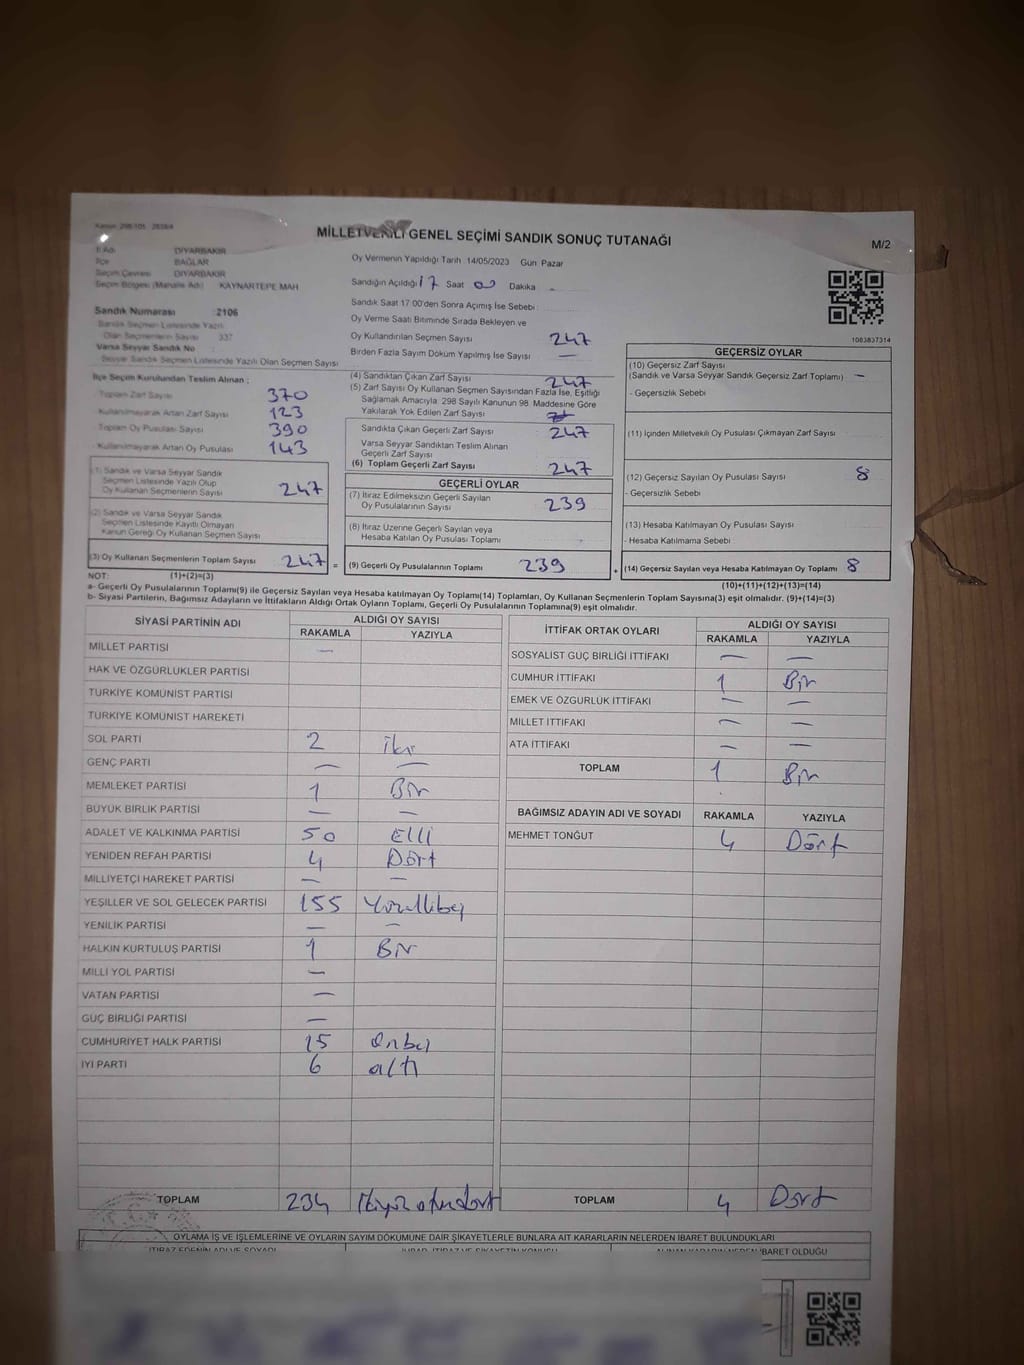 Kanun: 298/105 - 2839/4
MİLLETVEKİLİ GENEL SEÇİMİ SANDIK SONUÇ TUTANAĞI
M/2
İl Adı DİYARBAKIR
İlçe BAĞLAR
Seçim Çevresi DİYARBAKIR
Seçim Bölgesi (Mahalle Adı) KAYNARTEPE MAH
Oy Vermenin Yapıldığı Tarih 14/05/2023 Gün Pazar
Sandığın Açıldığı 17 Saat 00 Dakika
Sandık Numarası 2106
Sandık Seçmen Listesinde Yazılı
Olan Seçmenlerin Sayısı 337
Varsa Seyyar Sandık No :
Seyyar Sandık Seçmen Listesinde Yazılı Olan Seçmen Sayısı
Sandık Saat 17:00'den Sonra Açımış İse Sebebi :
Oy Verme Saati Bitiminde Sırada Bekleyen ve
Oy Kullandırılan Seçmen Sayısı 247
Birden Fazla Sayım Döküm Yapılmış İse Sayısı —
1083837314
İlçe Seçim Kurulundan Teslim Alınan ;
Toplam Zarf Sayısı 370
Kullanılmayarak Artan Zarf Sayısı 123
Toplam Oy Pusulası Sayısı 390
Kullanılmayarak Artan Oy Pusulası 143
(1) Sandık ve Varsa Seyyar Sandık
Seçmen Listesinde Yazılı Olup
Oy Kullanan Seçmenlerin Sayısı 247
(2) Sandık ve Varsa Seyyar Sandık
Seçmen Listesinde Kayıtlı Olmayan
Kanun Gereği Oy Kullanan Seçmen Sayısı
(3) Oy Kullanan Seçmenlerin Toplam Sayısı 247 =
(4) Sandıktan Çıkan Zarf Sayısı 247
(5) Zarf Sayısı Oy Kullanan Seçmen Sayısından Fazla İse, Eşitliği
Sağlamak Amacıyla 298 Sayılı Kanunun 98. Maddesine Göre
Yakılarak Yok Edilen Zarf Sayısı
Sandıkta Çıkan Geçerli Zarf Sayısı 247
Varsa Seyyar Sandıktan Teslim Alınan
Geçerli Zarf Sayısı
(6) Toplam Geçerli Zarf Sayısı 247
GEÇERLİ OYLAR
(7) İtiraz Edilmeksizin Geçerli Sayılan
Oy Pusulalarının Sayısı 239
(8) İtiraz Üzerine Geçerli Sayılan veya
Hesaba Katılan Oy Pusulası Toplamı
(9) Geçerli Oy Pusulalarının Toplamı 239 +
GEÇERSİZ OYLAR
(10) Geçersiz Zarf Sayısı
(Sandık ve Varsa Seyyar Sandık Geçersiz Zarf Toplamı) —
- Geçersizlik Sebebi
(11) İçinden Milletvekili Oy Pusulası Çıkmayan Zarf Sayısı
(12) Geçersiz Sayılan Oy Pusulası Sayısı 8
- Geçersizlik Sebebi
(13) Hesaba Katılmayan Oy Pusulası Sayısı
- Hesaba Katılmama Sebebi
(14) Geçersiz Sayılan veya Hesaba Katılmayan Oy Toplamı 8
NOT: (1)+(2)=(3)
(10)+(11)+(12)+(13)=(14)
a- Geçerli Oy Pusulalarının Toplamı(9) ile Geçersiz Sayılan veya Hesaba katılmayan Oy Toplamı(14) Toplamları, Oy Kullanan Seçmenlerin Toplam Sayısına(3) eşit olmalıdır. (9)+(14)=(3)
b- Siyasi Partilerin, Bağımsız Adayların ve İttifakların Aldığı Ortak Oyların Toplamı, Geçerli Oy Pusulalarının Toplamına(9) eşit olmalıdır.
SİYASİ PARTİNİN ADI ALDIĞI OY SAYISI
RAKAMLA YAZIYLA
MİLLET PARTİSİ —
HAK VE ÖZGÜRLÜKLER PARTİSİ
TÜRKİYE KOMÜNİST PARTİSİ
TÜRKİYE KOMÜNİST HAREKETİ
SOL PARTİ 2 iki
GENÇ PARTİ — —
MEMLEKET PARTİSİ 1 Bir
BÜYÜK BİRLİK PARTİSİ — —
ADALET VE KALKINMA PARTİSİ 50 Elli
YENİDEN REFAH PARTİSİ 4 Dört
MİLLİYETÇİ HAREKET PARTİSİ — —
YEŞİLLER VE SOL GELECEK PARTİSİ 155 Yüzellibeş
YENİLİK PARTİSİ — —
HALKIN KURTULUŞ PARTİSİ 1 Bir
MİLLİ YOL PARTİSİ —
VATAN PARTİSİ —
GÜÇ BİRLİĞİ PARTİSİ —
CUMHURİYET HALK PARTİSİ 15 Onbeş
İYİ PARTİ 6 altı
TOPLAM 234 İkiyüz otuzdört
İTTİFAK ORTAK OYLARI ALDIĞI OY SAYISI
RAKAMLA YAZIYLA
SOSYALİST GÜÇ BİRLİĞİ İTTİFAKI — —
CUMHUR İTTİFAKI 1 Bir
EMEK VE ÖZGÜRLÜK İTTİFAKI — —
MİLLET İTTİFAKI — —
ATA İTTİFAKI — —
TOPLAM 1 Bir
BAĞIMSIZ ADAYIN ADI VE SOYADI RAKAMLA YAZIYLA
MEHMET TONĞUT 4 Dört
TOPLAM 4 Dört
OYLAMA İŞ VE İŞLEMLERİNE VE OYLARIN SAYIM DÖKÜMÜNE DAİR ŞİKAYETLERLE BUNLARA AİT KARARLARIN NELERDEN İBARET BULUNDUKLARI
İTİRAZ EDENİN ADI VE SOYADI